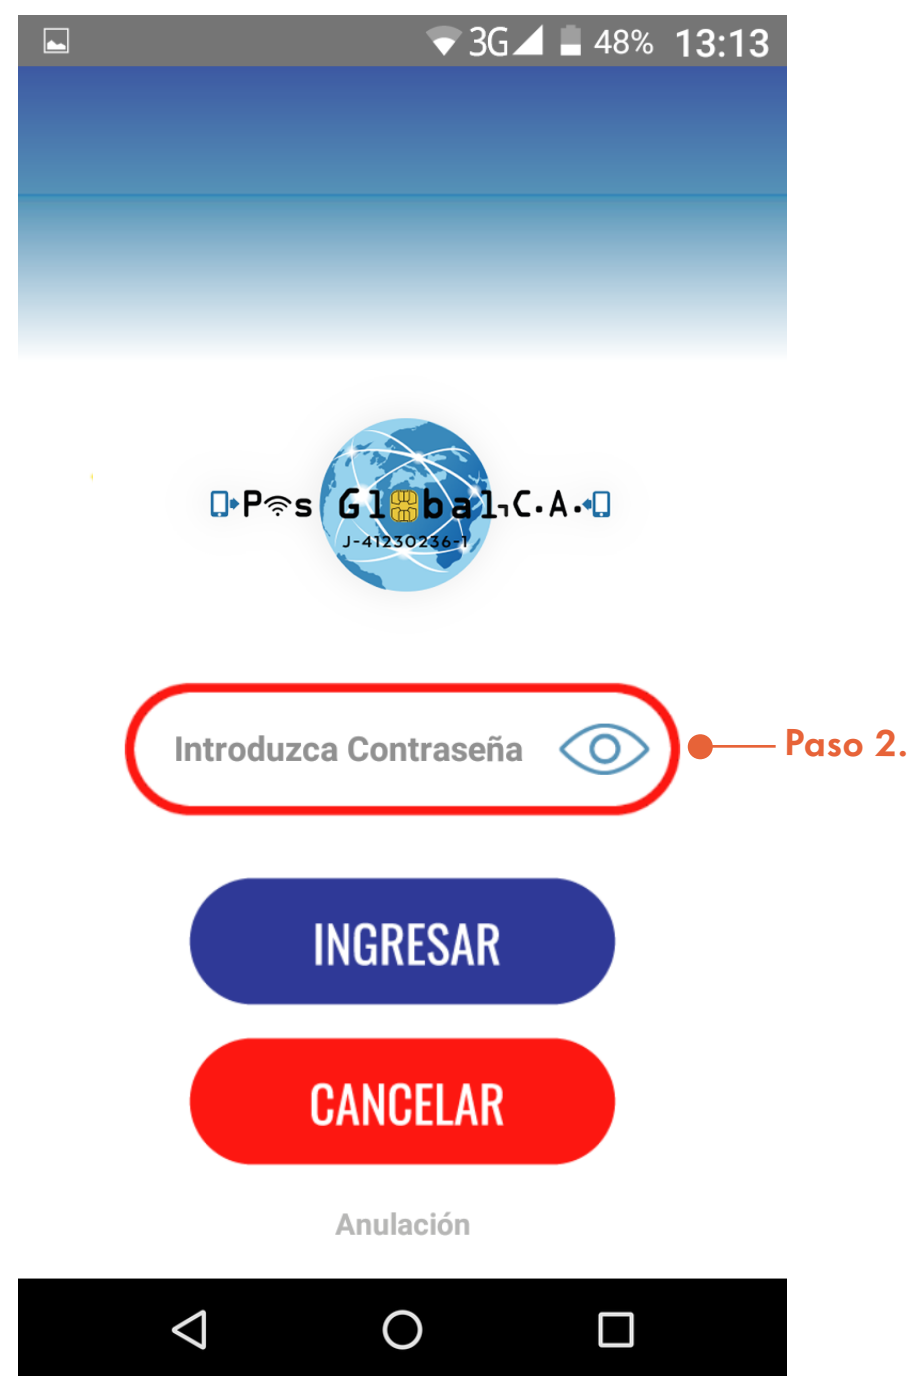 3G 48% 13:13
Pos Global, C.A.
J-41230236-1
Introduzca Contraseña
Paso 2.
INGRESAR
CANCELAR
Anulación